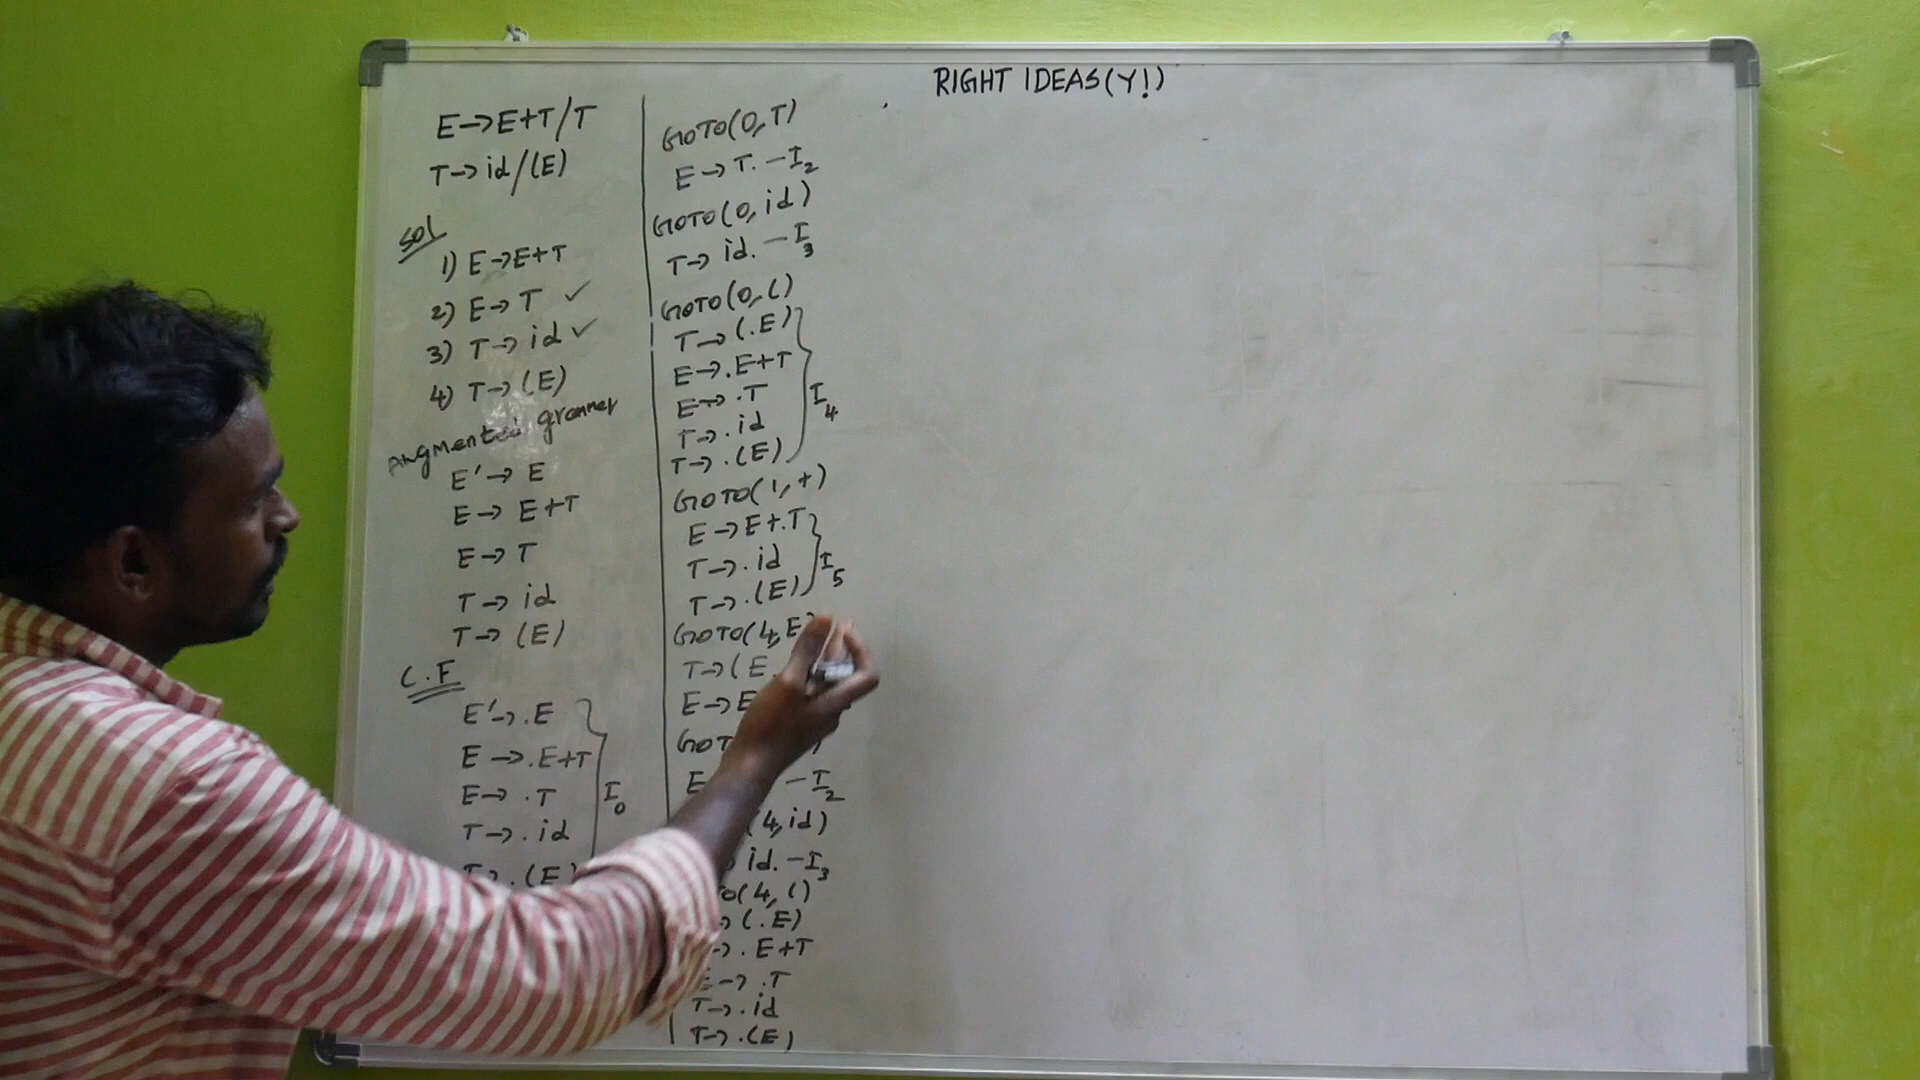 RIGHT IDEAS(Y!)
E→E+T/T
T→id/(E)
Sol
1) E→E+T
2) E→T ✓
3) T→id ✓
4) T→(E)
Augmented grammer
E'→E
E→E+T
E→T
T→id
T→(E)
C.F
E'→.E
E→.E+T
E→.T
T→.id
T→.(E)
I0
GOTO(0,T)
E→T. -I2
GOTO(0,id)
T→id. -I3
GOTO(0,()
T→(.E)
E→.E+T
E→.T
T→.id
T→.(E)
I4
GOTO(1,+)
E→E+.T
T→.id
T→.(E)
I5
GOTO(4,E)
T→(E.
E→E
GOT
E -I2
(4,id)
id. -I3
TO(4,()
→(.E)
→.E+T
E→.T
T→.id
T→.(E)